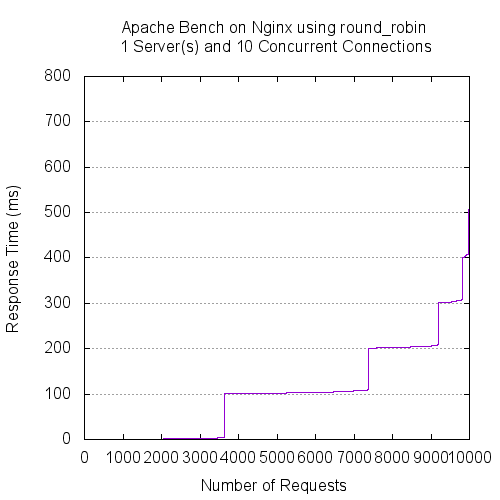 Apache Bench on Nginx using round_robin
1 Server(s) and 10 Concurrent Connections
800
700
600
500
400
300
200
100
0
Response Time (ms)
0 1000 2000 3000 4000 5000 6000 7000 8000 9000 10000
Number of Requests